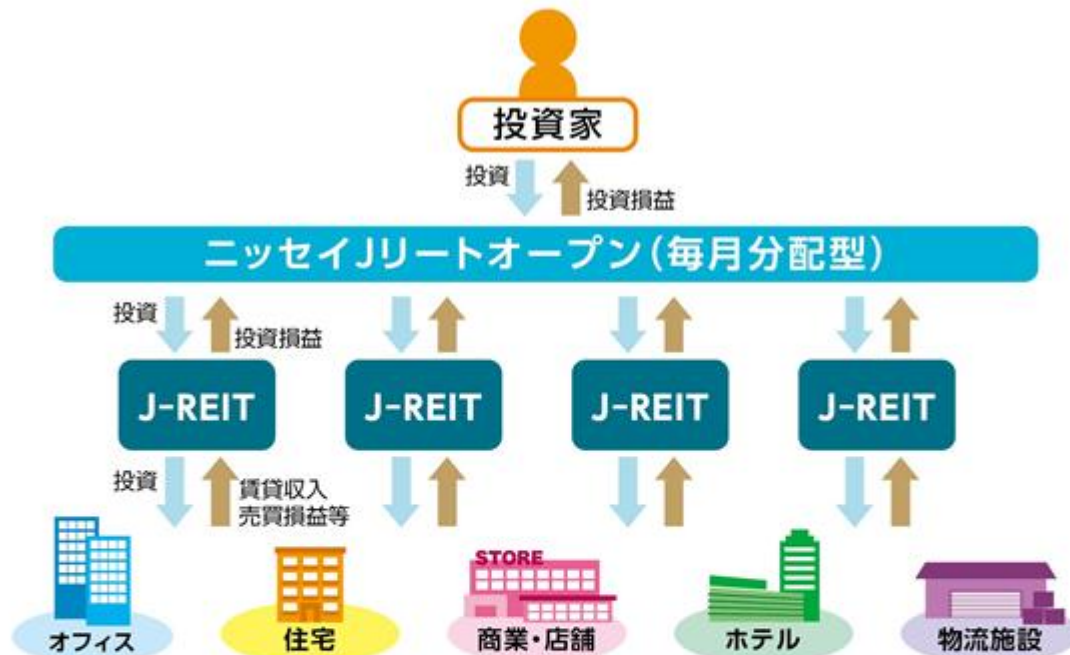 投資家
投資
投資損益
ニッセイJリートオープン(毎月分配型)
投資
投資損益
J-REIT
J-REIT
J-REIT
J-REIT
投資
賃貸収入
売買損益等
STORE
オフィス
住宅
商業・店舗
ホテル
物流施設